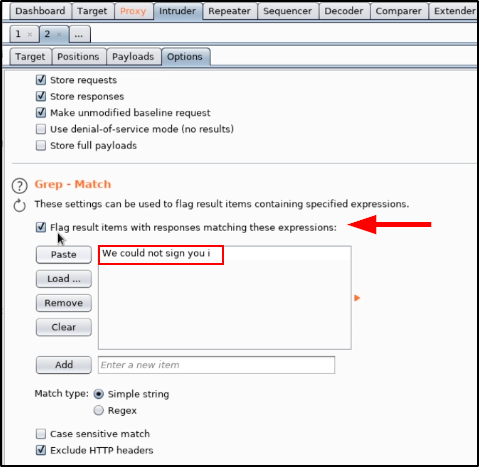 Dashboard Target Proxy Intruder Repeater Sequencer Decoder Comparer Extender
1 × 2 × ...
Target Positions Payloads Options
Store requests
Store responses
Make unmodified baseline request
Use denial-of-service mode (no results)
Store full payloads
? Grep - Match
These settings can be used to flag result items containing specified expressions.
Flag result items with responses matching these expressions:
Paste We could not sign you i
Load ...
Remove
Clear
Add Enter a new item
Match type: Simple string
Regex
Case sensitive match
Exclude HTTP headers